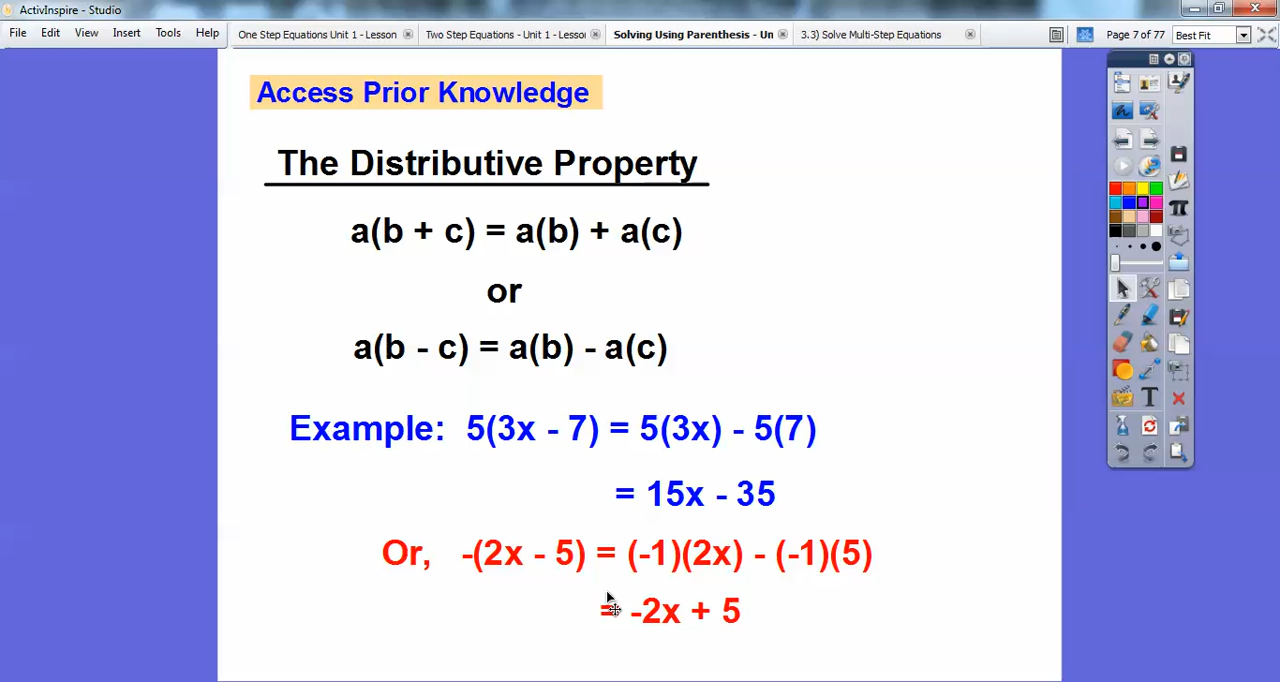 ActivInspire - Studio
File Edit View Insert Tools Help
One Step Equations Unit 1 - Lesson Two Step Equations - Unit 1 - Lessor Solving Using Parenthesis - Un 3.3) Solve Multi-Step Equations Page 7 of 77 Best Fit
Access Prior Knowledge
The Distributive Property
a(b + c) = a(b) + a(c)
or
a(b - c) = a(b) - a(c)
Example: 5(3x - 7) = 5(3x) - 5(7)
= 15x - 35
Or, -(2x - 5) = (-1)(2x) - (-1)(5)
= -2x + 5